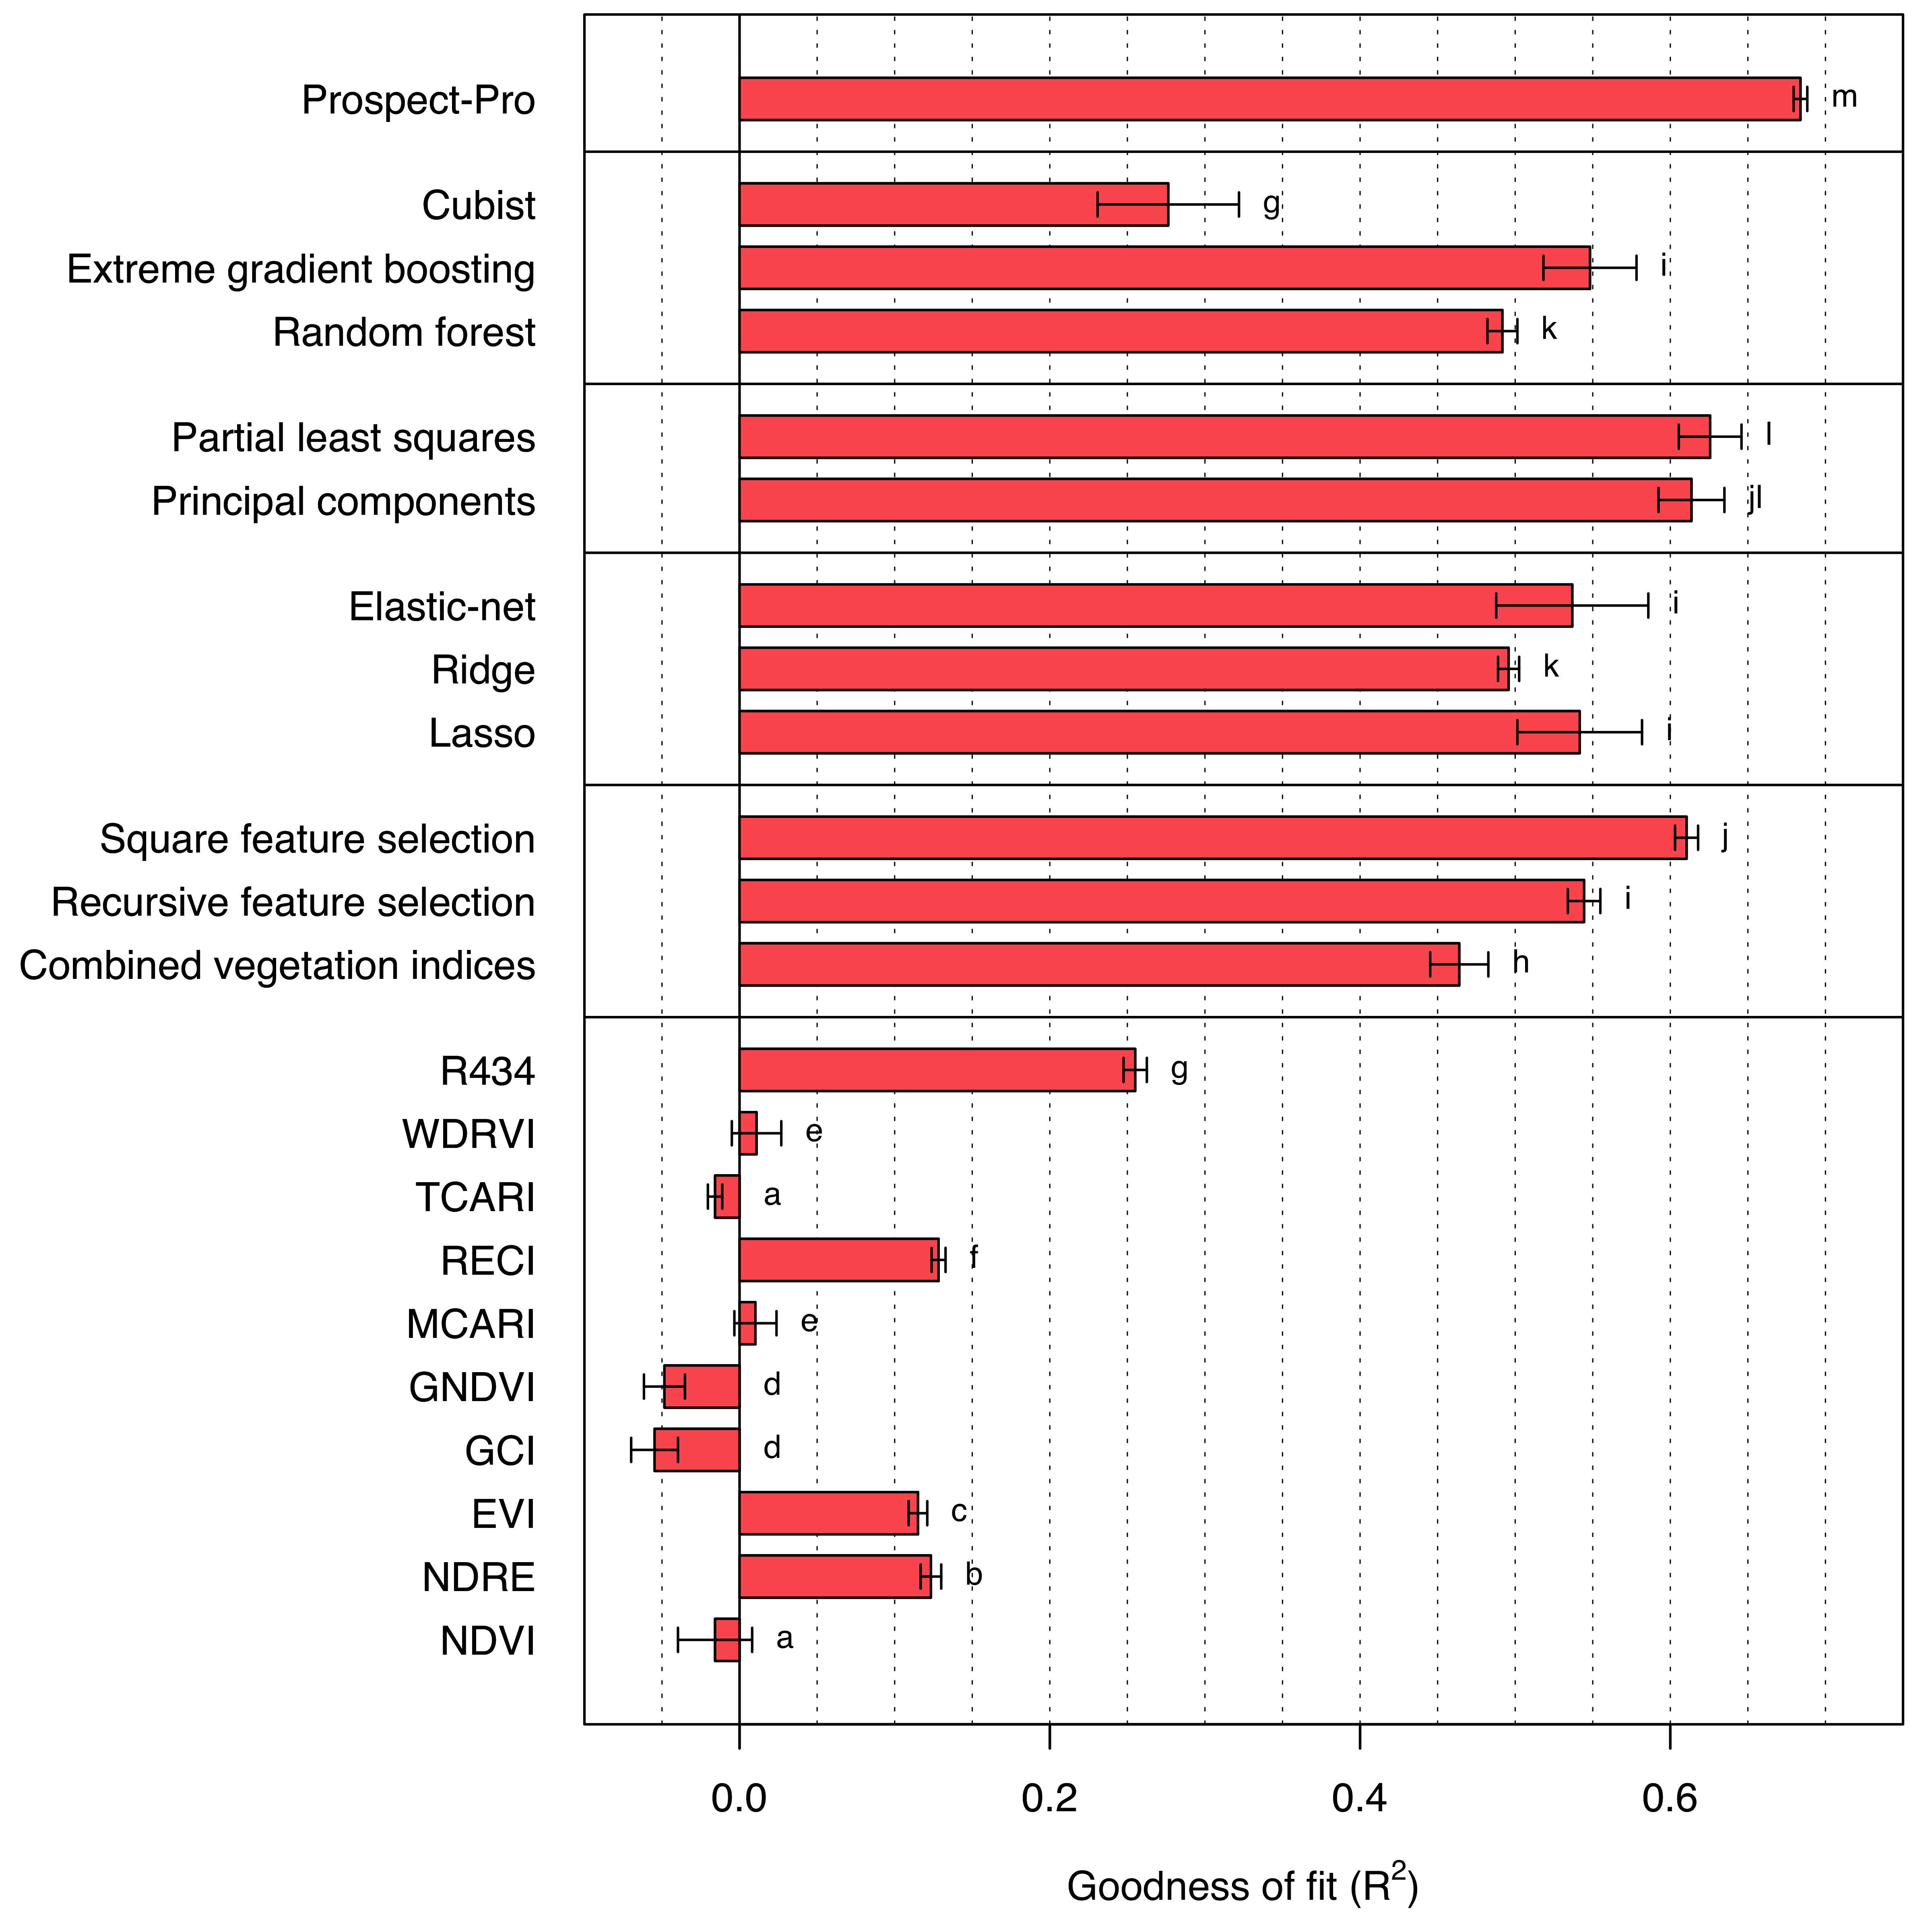 Prospect-Pro m
Cubist g
Extreme gradient boosting i
Random forest k
Partial least squares l
Principal components jl
Elastic-net i
Ridge k
Lasso i
Square feature selection j
Recursive feature selection i
Combined vegetation indices h
R434 g
WDRVI e
TCARI a
RECI f
MCARI e
GNDVI d
GCI d
EVI c
NDRE b
NDVI a
0.0 0.2 0.4 0.6
Goodness of fit (R²)